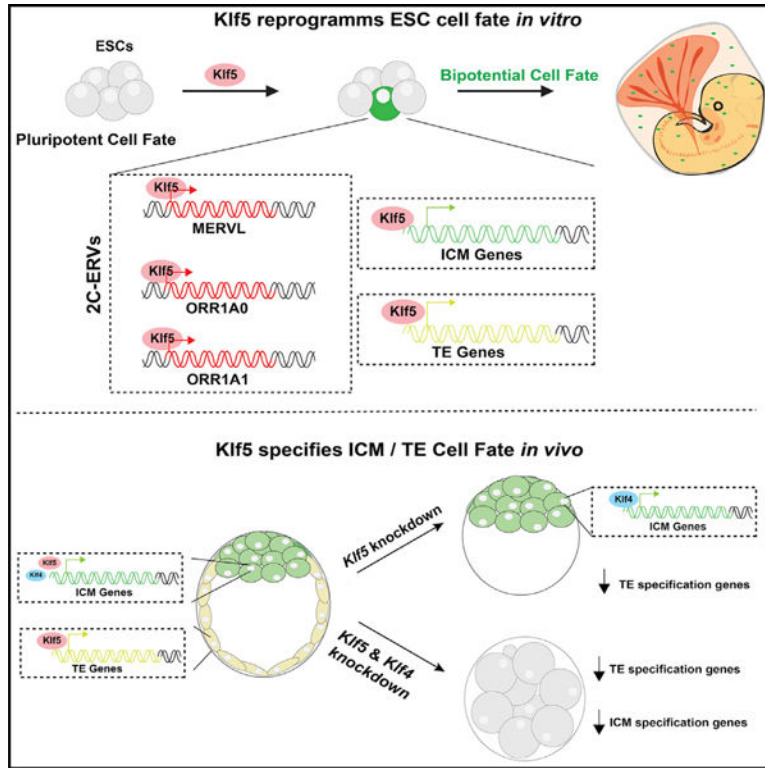 Klf5 reprogramms ESC cell fate in vitro
ESCs
Klf5
Bipotential Cell Fate
Pluripotent Cell Fate
2C-ERVs
Klf5
MERVL
Klf5
ORR1A0
Klf5
ORR1A1
Klf5
ICM Genes
Klf5
TE Genes
Klf5 specifies ICM / TE Cell Fate in vivo
Klf5
Klf4
ICM Genes
Klf5
TE Genes
Klf5 knockdown
Klf4
ICM Genes
↓ TE specification genes
Klf5 & Klf4
knockdown
↓ TE specification genes
↓ ICM specification genes